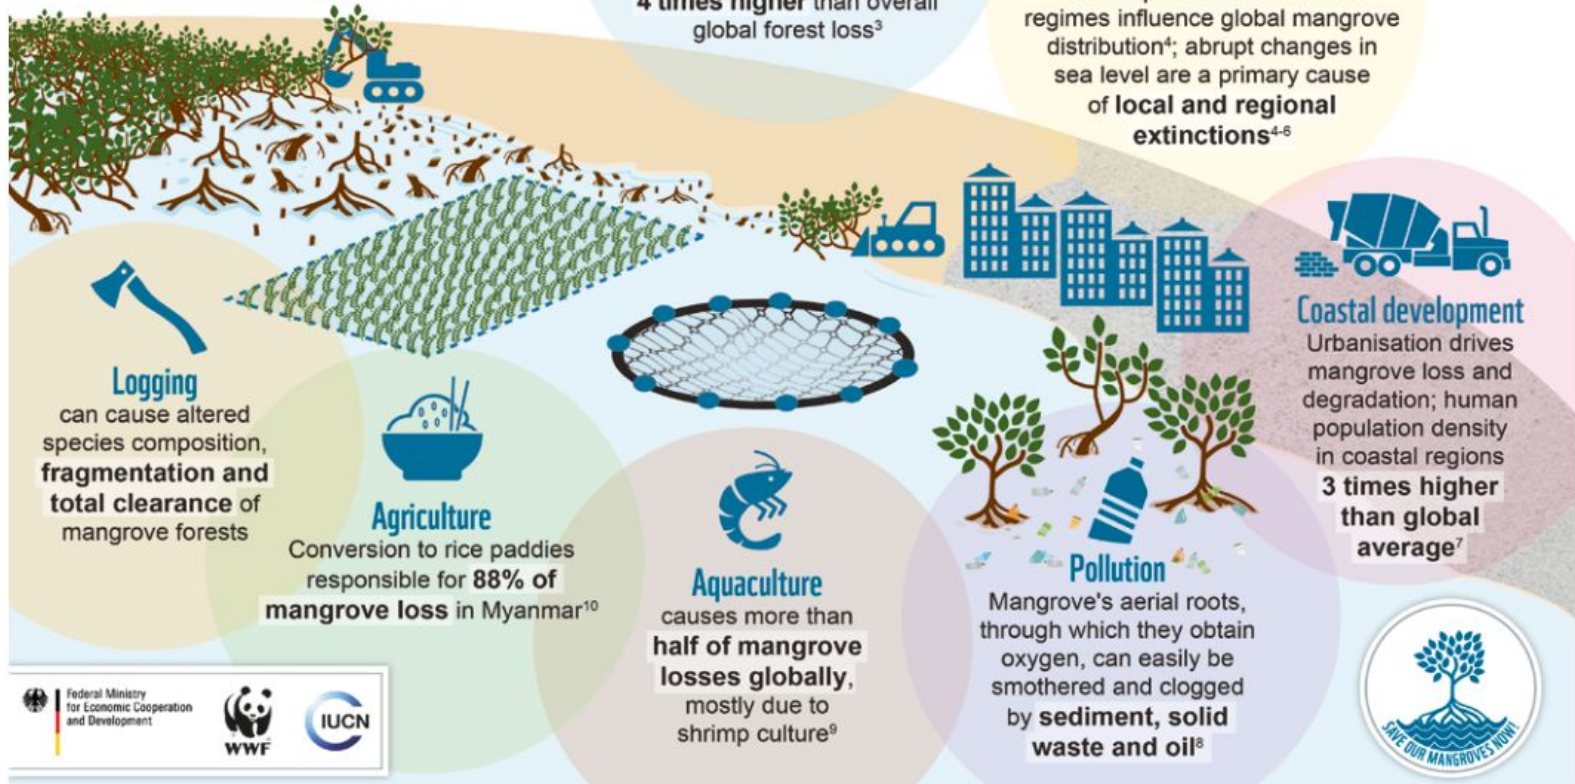 4 times higher than overall
global forest loss³
regimes influence global mangrove
distribution⁴; abrupt changes in
sea level are a primary cause
of local and regional
extinctions⁴⁻⁶
Coastal development
Urbanisation drives
mangrove loss and
degradation; human
population density
in coastal regions
3 times higher
than global
average⁷
Logging
can cause altered
species composition,
fragmentation and
total clearance of
mangrove forests
Agriculture
Conversion to rice paddies
responsible for 88% of
mangrove loss in Myanmar¹⁰
Aquaculture
causes more than
half of mangrove
losses globally,
mostly due to
shrimp culture⁹
Pollution
Mangrove's aerial roots,
through which they obtain
oxygen, can easily be
smothered and clogged
by sediment, solid
waste and oil⁸
Federal Ministry
for Economic Cooperation
and Development
WWF
IUCN
SAVE OUR MANGROVES NOW!